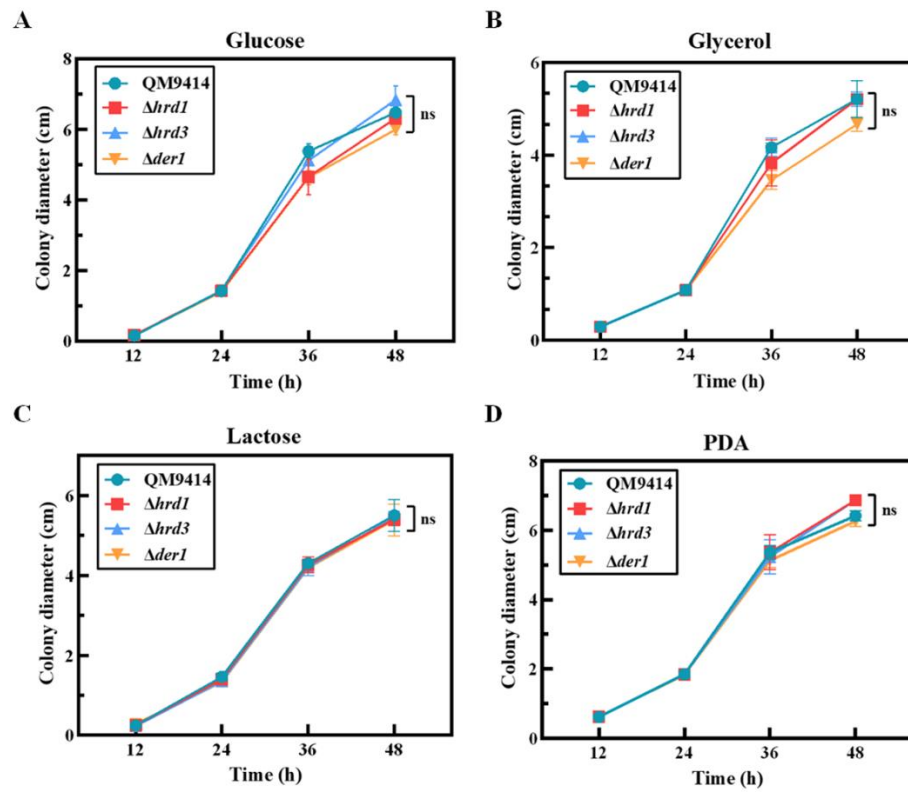 A
Glucose
8
6
4
2
0
Colony diameter (cm)
QM9414
Δhrd1
Δhrd3
Δder1
ns
12 24 36 48
Time (h)
B
Glycerol
6
4
2
0
Colony diameter (cm)
QM9414
Δhrd1
Δhrd3
Δder1
ns
12 24 36 48
Time (h)
C
Lactose
6
4
2
0
Colony diameter (cm)
QM9414
Δhrd1
Δhrd3
Δder1
ns
12 24 36 48
Time (h)
D
PDA
8
6
4
2
0
Colony diameter (cm)
QM9414
Δhrd1
Δhrd3
Δder1
ns
12 24 36 48
Time (h)